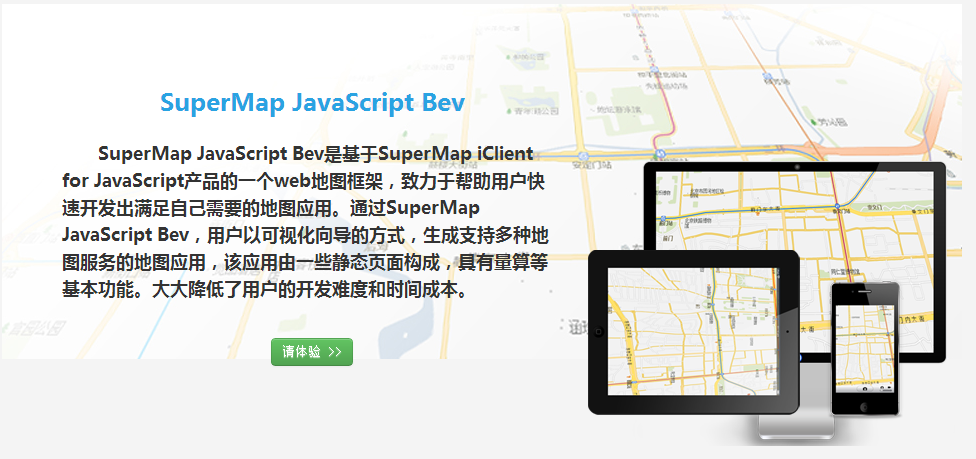 SuperMap JavaScript Bev
SuperMap JavaScript Bev是基于SuperMap iClient
for JavaScript产品的一个web地图框架，致力于帮助用户快
速开发出满足自己需要的地图应用。通过SuperMap
JavaScript Bev，用户以可视化向导的方式，生成支持多种地
图服务的地图应用，该应用由一些静态页面构成，具有量算等
基本功能。大大降低了用户的开发难度和时间成本。
请体验 >>
安定门站